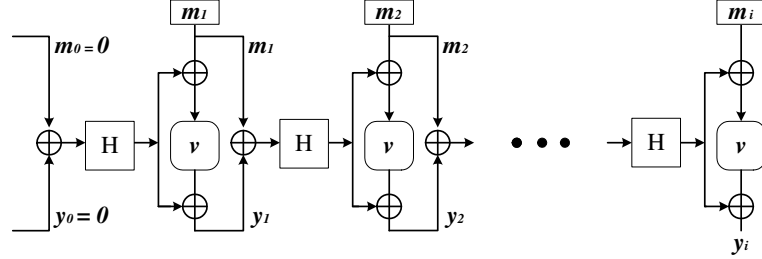 m₁ m₂ mᵢ
m₀ = 0 m₁ m₂
H v H v • • • H v
y₀ = 0 y₁ y₂ yᵢ